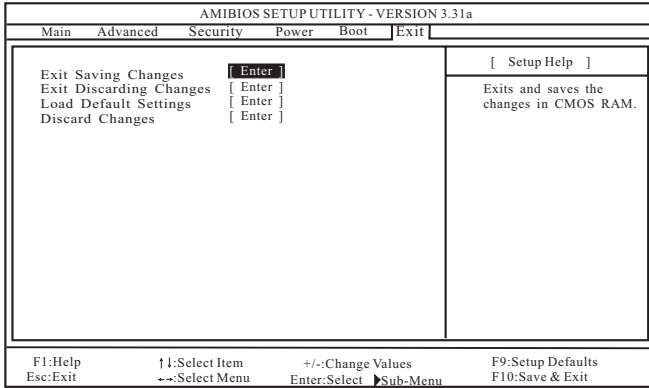 AMIBIOS SETUP UTILITY - VERSION 3.31a
Main Advanced Security Power Boot Exit
Exit Saving Changes [ Enter ]
Exit Discarding Changes [ Enter ]
Load Default Settings [ Enter ]
Discard Changes [ Enter ]
[ Setup Help ]
Exits and saves the
changes in CMOS RAM.
F1:Help ↑↓:Select Item +/-:Change Values F9:Setup Defaults
Esc:Exit ←→:Select Menu Enter:Select ▶Sub-Menu F10:Save & Exit